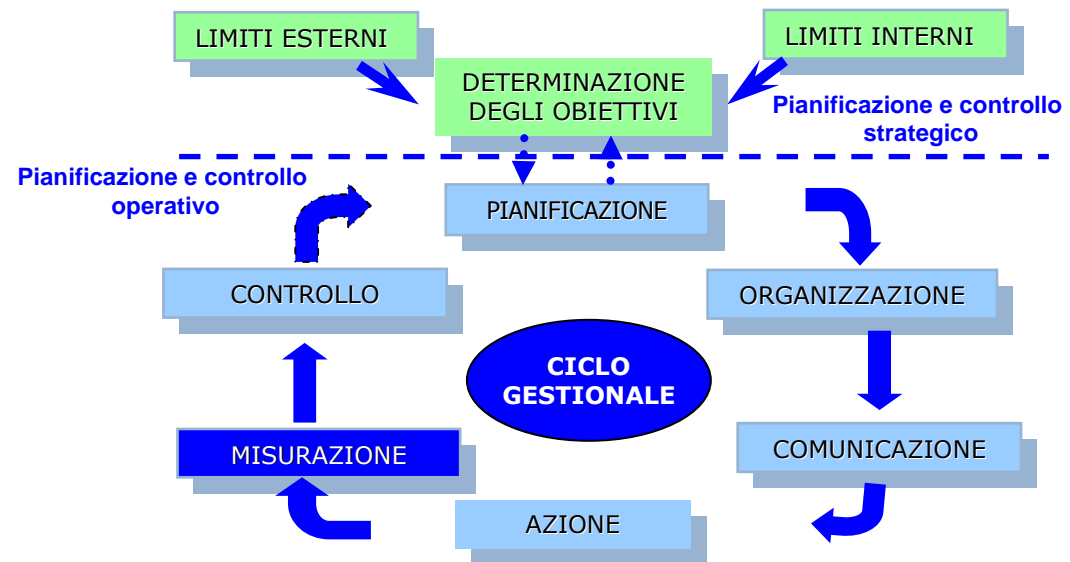 LIMITI ESTERNI
LIMITI INTERNI
DETERMINAZIONE
DEGLI OBIETTIVI
Pianificazione e controllo
strategico
Pianificazione e controllo
operativo
PIANIFICAZIONE
CONTROLLO
ORGANIZZAZIONE
CICLO
GESTIONALE
MISURAZIONE
COMUNICAZIONE
AZIONE